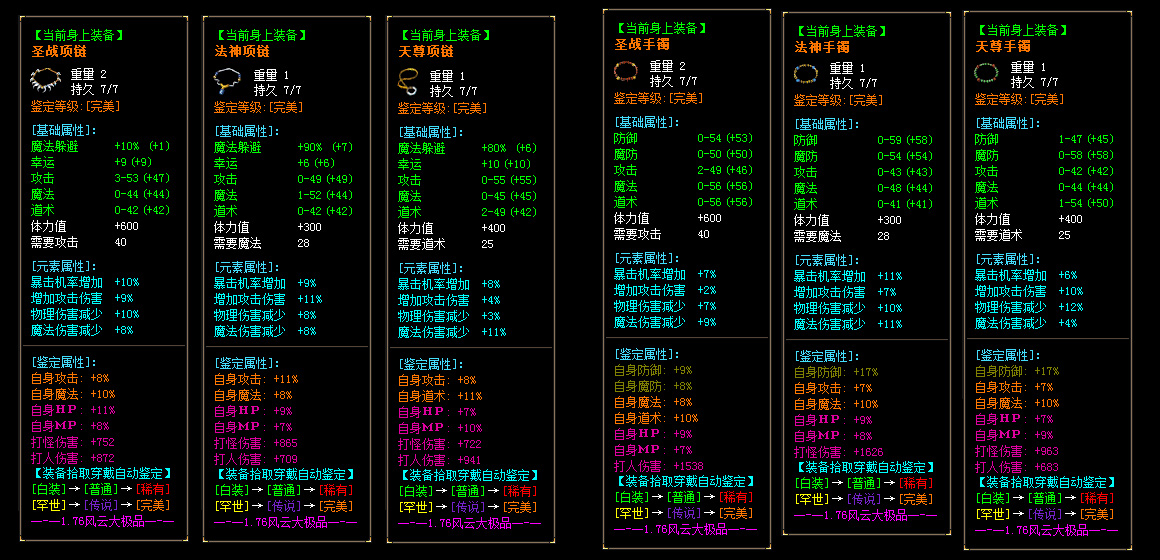 【当前身上装备】
圣战项链
重量 2
持久 7/7
鉴定等级:[完美]
[基础属性]:
魔法躲避 +10% (+1)
幸运 +9 (+9)
攻击 3-53 (+47)
魔法 0-44 (+44)
道术 0-42 (+42)
体力值 +600
需要攻击 40
[元素属性]:
暴击机率增加 +10%
增加攻击伤害 +9%
物理伤害减少 +10%
魔法伤害减少 +8%
[鉴定属性]:
自身攻击: +8%
自身魔法: +10%
自身HP: +11%
自身MP: +8%
打怪伤害: +752
打人伤害: +872
【装备拾取穿戴自动鉴定】
[白装]→[普通]→[稀有]
[罕世]→[传说]→[完美]
—-—1.76风云大极品—-—
【当前身上装备】
法神项链
重量 1
持久 7/7
鉴定等级:[完美]
[基础属性]:
魔法躲避 +90% (+7)
幸运 +6 (+6)
攻击 0-49 (+49)
魔法 1-52 (+44)
道术 0-42 (+42)
体力值 +300
需要魔法 28
[元素属性]:
暴击机率增加 +9%
增加攻击伤害 +11%
物理伤害减少 +8%
魔法伤害减少 +8%
[鉴定属性]:
自身攻击: +11%
自身魔法: +8%
自身HP: +9%
自身MP: +7%
打怪伤害: +865
打人伤害: +709
【装备拾取穿戴自动鉴定】
[白装]→[普通]→[稀有]
[罕世]→[传说]→[完美]
—-—1.76风云大极品—-—
【当前身上装备】
天尊项链
重量 1
持久 7/7
鉴定等级:[完美]
[基础属性]:
魔法躲避 +80% (+6)
幸运 +10 (+10)
攻击 0-55 (+55)
魔法 0-45 (+45)
道术 2-49 (+42)
体力值 +400
需要道术 25
[元素属性]:
暴击机率增加 +8%
增加攻击伤害 +4%
物理伤害减少 +3%
魔法伤害减少 +11%
[鉴定属性]:
自身攻击: +8%
自身道术: +11%
自身HP: +7%
自身MP: +10%
打怪伤害: +722
打人伤害: +941
【装备拾取穿戴自动鉴定】
[白装]→[普通]→[稀有]
[罕世]→[传说]→[完美]
—-—1.76风云大极品—-—
【当前身上装备】
圣战手镯
重量 2
持久 7/7
鉴定等级:[完美]
[基础属性]:
防御 0-54 (+53)
魔防 0-50 (+50)
攻击 2-49 (+46)
魔法 0-56 (+56)
道术 0-56 (+56)
体力值 +600
需要攻击 40
[元素属性]:
暴击机率增加 +7%
增加攻击伤害 +2%
物理伤害减少 +7%
魔法伤害减少 +9%
[鉴定属性]:
自身防御: +9%
自身魔防: +8%
自身魔法: +8%
自身道术: +10%
自身HP: +9%
自身MP: +7%
打人伤害: +1538
【装备拾取穿戴自动鉴定】
[白装]→[普通]→[稀有]
[罕世]→[传说]→[完美]
—-—1.76风云大极品—-—
【当前身上装备】
法神手镯
重量 1
持久 7/7
鉴定等级:[完美]
[基础属性]:
防御 0-59 (+58)
魔防 0-54 (+54)
攻击 0-43 (+43)
魔法 0-48 (+44)
道术 0-41 (+41)
体力值 +300
需要魔法 28
[元素属性]:
暴击机率增加 +11%
增加攻击伤害 +7%
物理伤害减少 +10%
魔法伤害减少 +11%
[鉴定属性]:
自身防御: +17%
自身攻击: +7%
自身魔法: +10%
自身HP: +9%
自身MP: +8%
打怪伤害: +1626
【装备拾取穿戴自动鉴定】
[白装]→[普通]→[稀有]
[罕世]→[传说]→[完美]
—-—1.76风云大极品—-—
【当前身上装备】
天尊手镯
重量 1
持久 7/7
鉴定等级:[完美]
[基础属性]:
防御 1-47 (+45)
魔防 0-58 (+58)
攻击 0-42 (+42)
魔法 0-44 (+44)
道术 1-54 (+50)
体力值 +400
需要道术 25
[元素属性]:
暴击机率增加 +6%
增加攻击伤害 +10%
物理伤害减少 +12%
魔法伤害减少 +4%
[鉴定属性]:
自身防御: +17%
自身攻击: +7%
自身魔法: +10%
自身HP: +7%
自身MP: +9%
打怪伤害: +983
打人伤害: +683
【装备拾取穿戴自动鉴定】
[白装]→[普通]→[稀有]
[罕世]→[传说]→[完美]
—-—1.76风云大极品—-—